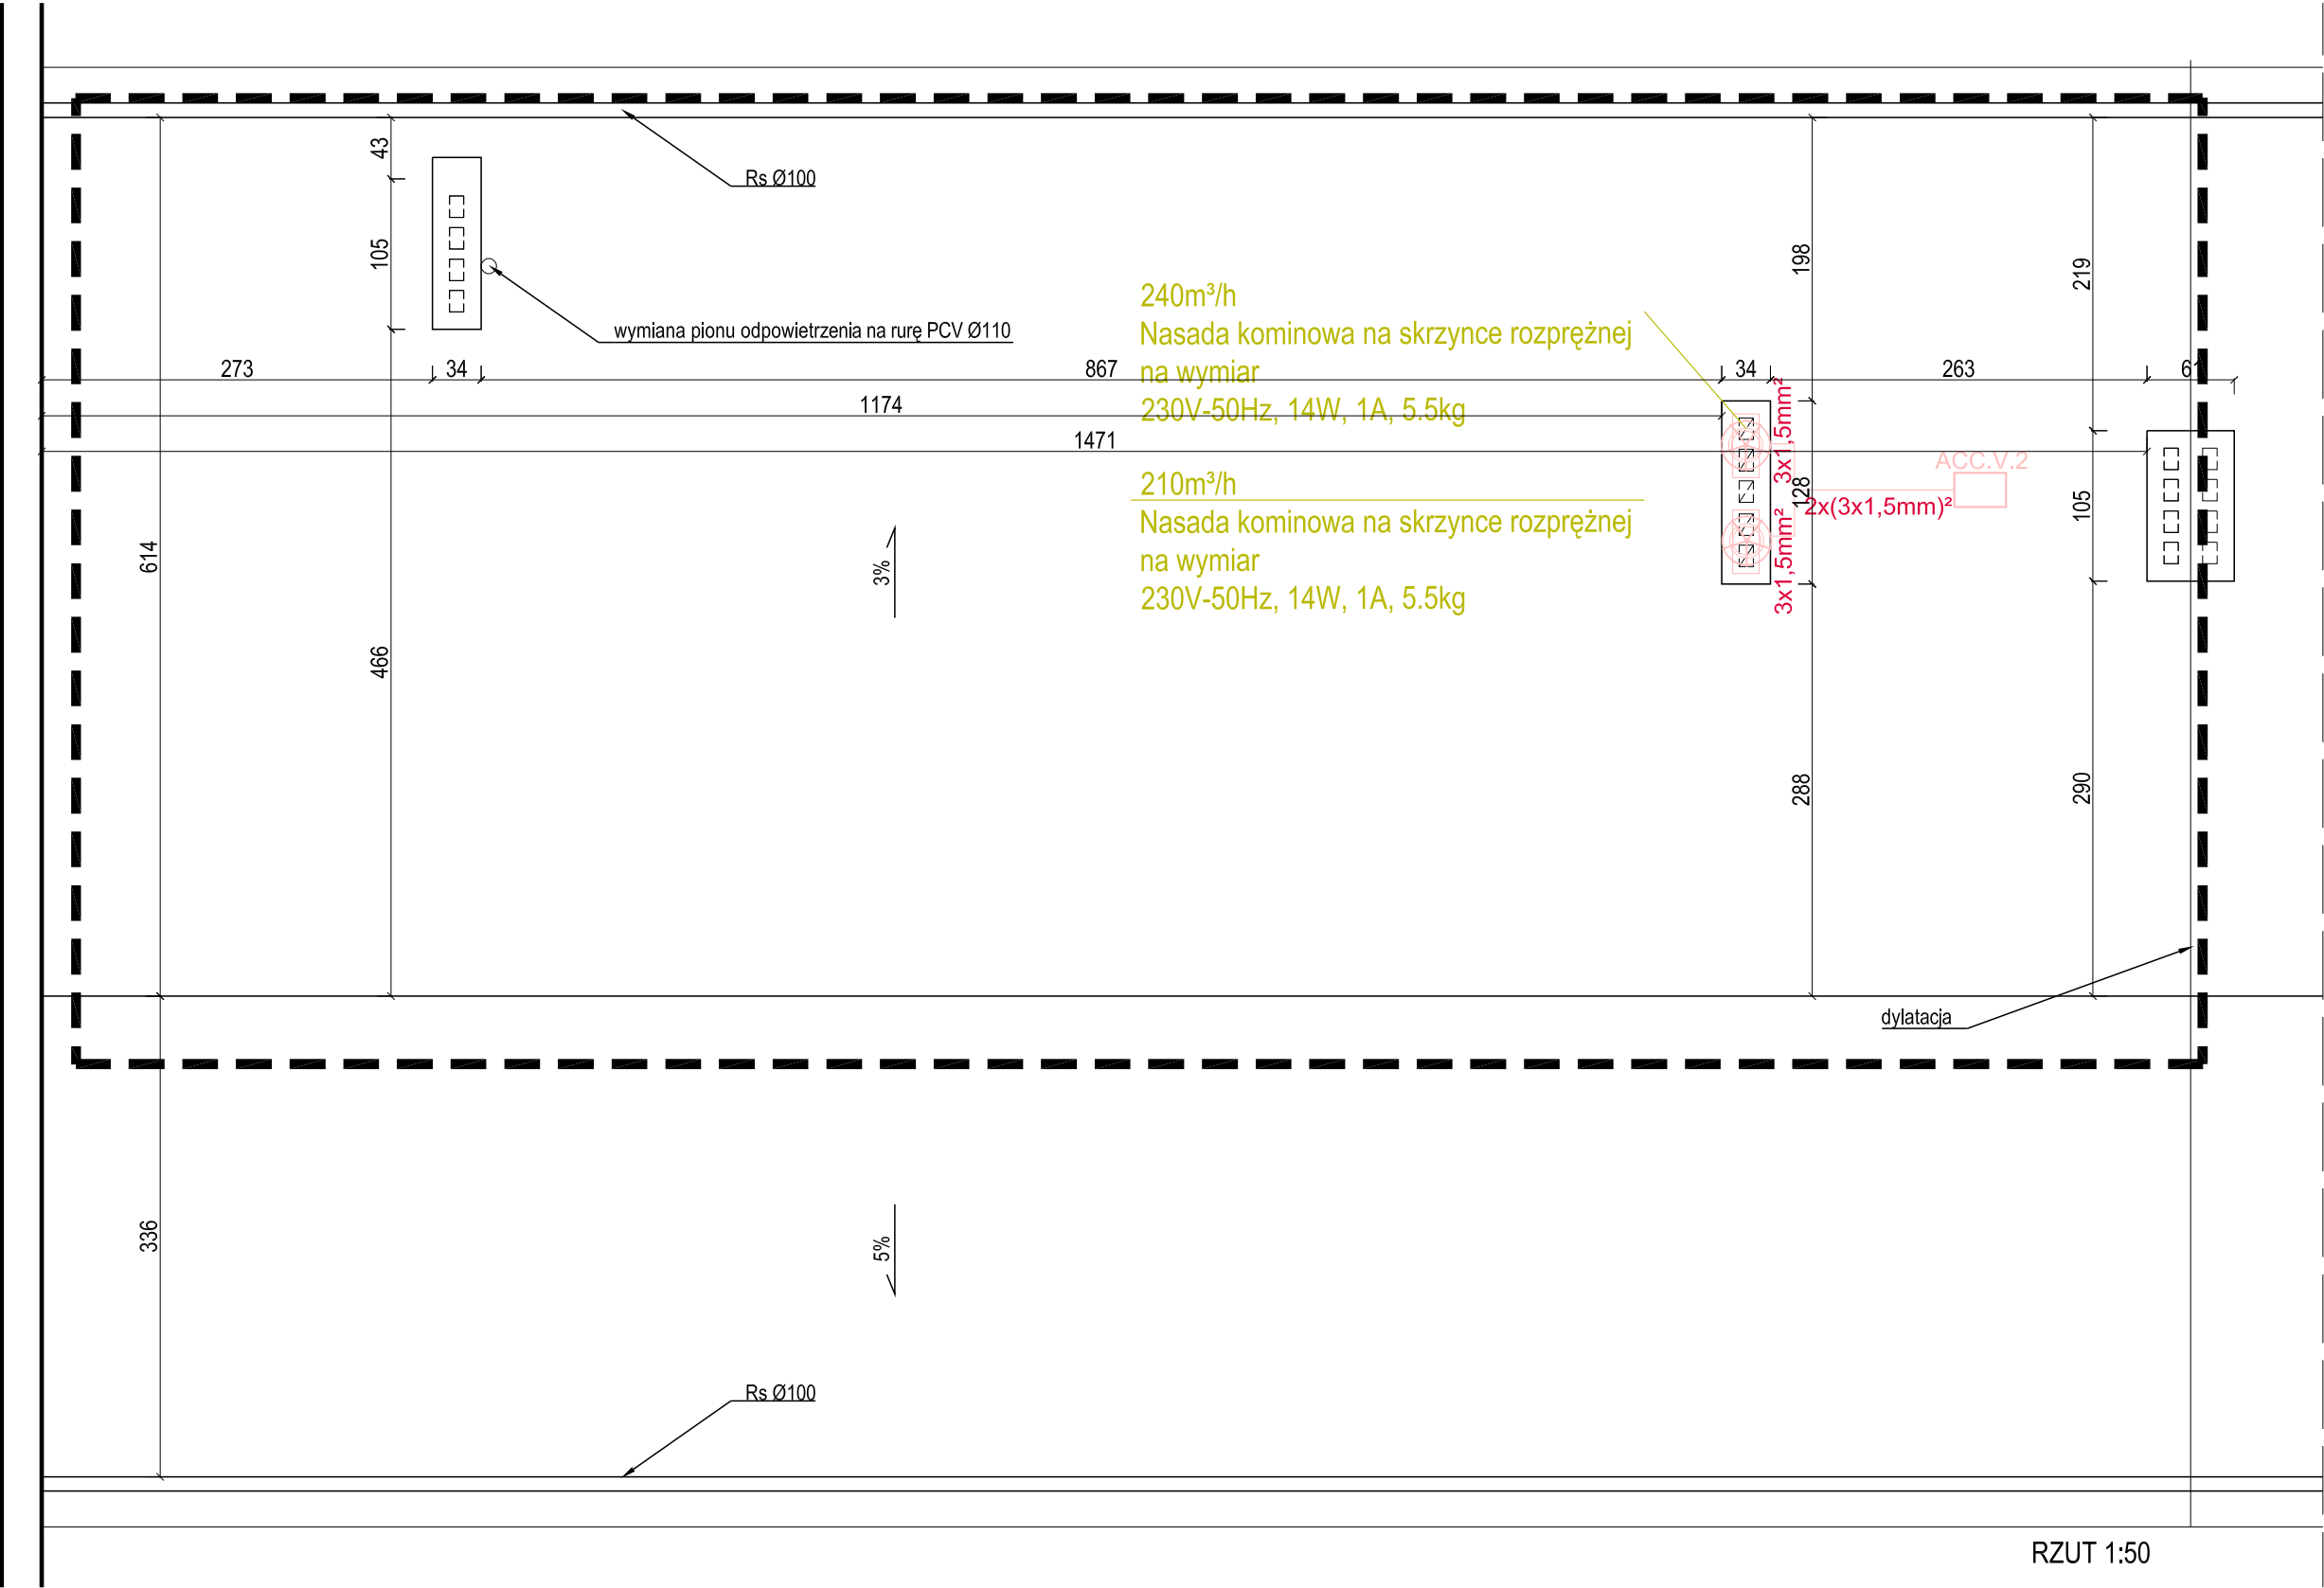 43
Rs Ø100
105
198
219
240m³/h
Nasada kominowa na skrzynce rozprężnej
na wymiar
230V-50Hz, 14W, 1A, 5.5kg
wymiana pionu odpowietrzenia na rurę PCV Ø110
273
34
867
34
263
1174
1471
3x1,5mm²
ACC.V.2
128
2x(3x1,5mm)²
105
210m³/h
Nasada kominowa na skrzynce rozprężnej
na wymiar
230V-50Hz, 14W, 1A, 5.5kg
3x1,5mm²
614
3%
466
288
290
dylatacja
336
5%
Rs Ø100
RZUT 1:50